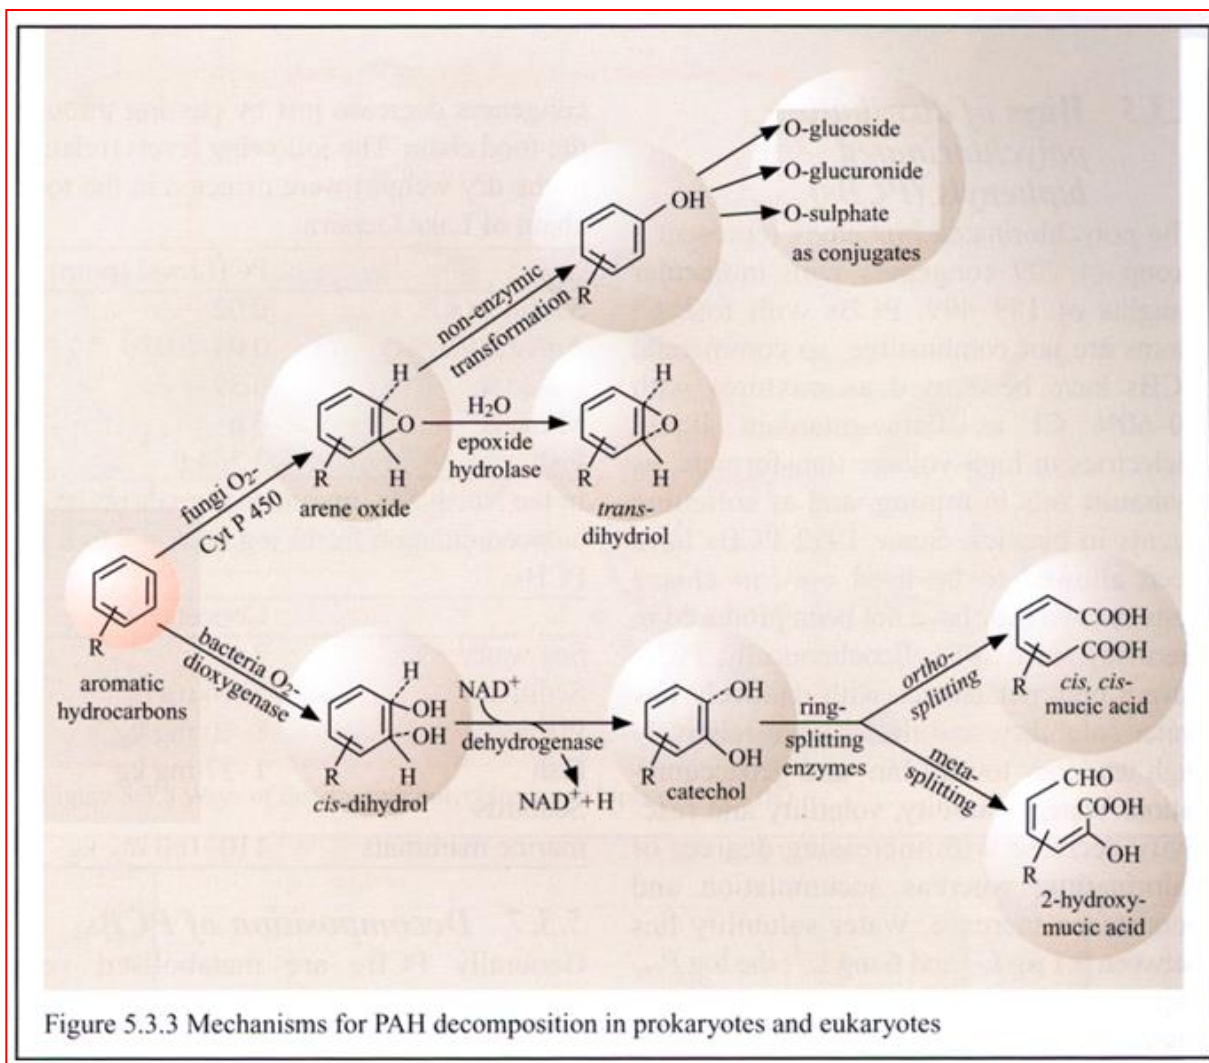 O-glucoside
O-glucuronide
O-sulphate
as conjugates
OH
R
non-enzymic
transformation
H
O
H
R
arene oxide
H₂O
epoxide
hydrolase
H
O
H
R
trans-
dihydriol
fungi O₂-
Cyt P 450
R
aromatic
hydrocarbons
bacteria O₂-
dioxygenase
H
OH
OH
H
R
cis-dihydrol
NAD⁺
dehydrogenase
NAD⁺+H
OH
OH
R
catechol
ring-
splitting
enzymes
ortho-
splitting
COOH
COOH
R
cis, cis-
mucic acid
meta-
splitting
CHO
COOH
OH
R
2-hydroxy-
mucic acid
Figure 5.3.3 Mechanisms for PAH decomposition in prokaryotes and eukaryotes